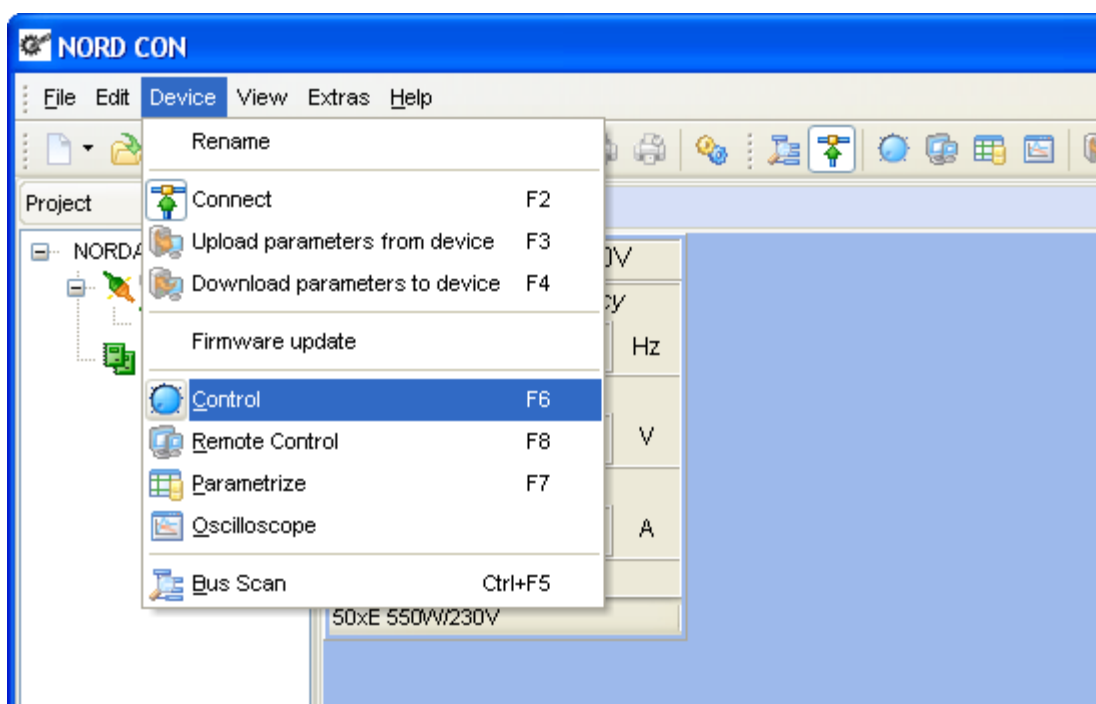 NORD CON
File Edit Device View Extras Help
Rename
Project
Connect F2
Upload parameters from device F3
Download parameters to device F4
Hz
Firmware update
Control F6
V
Remote Control F8
Parametrize F7
Oscilloscope
A
Bus Scan Ctrl+F5
50xE 550W/230V